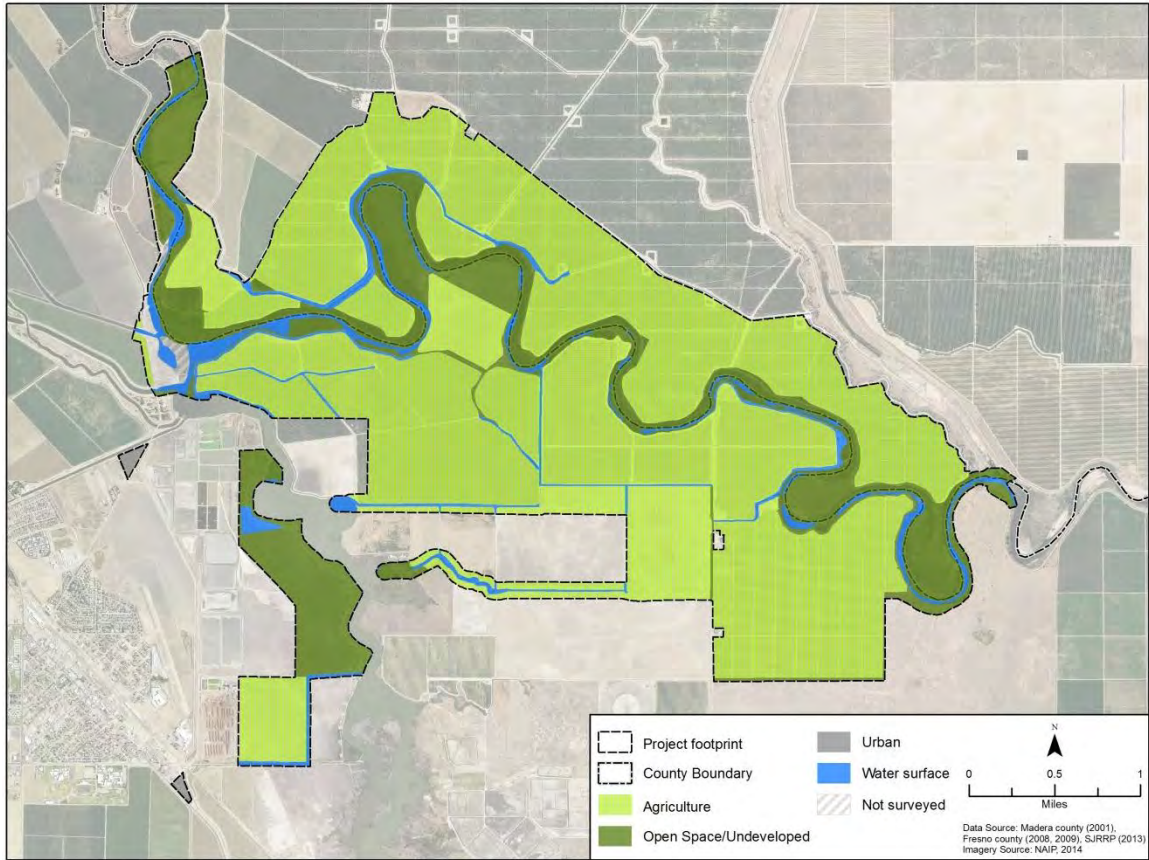 Project footprint
County Boundary
Agriculture
Open Space/Undeveloped
Urban
Water surface
Not surveyed
N
0 0.5 1
Miles
Data Source: Madera county (2001),
Fresno county (2008, 2009), SJRRP (2013)
Imagery Source: NAIP, 2014